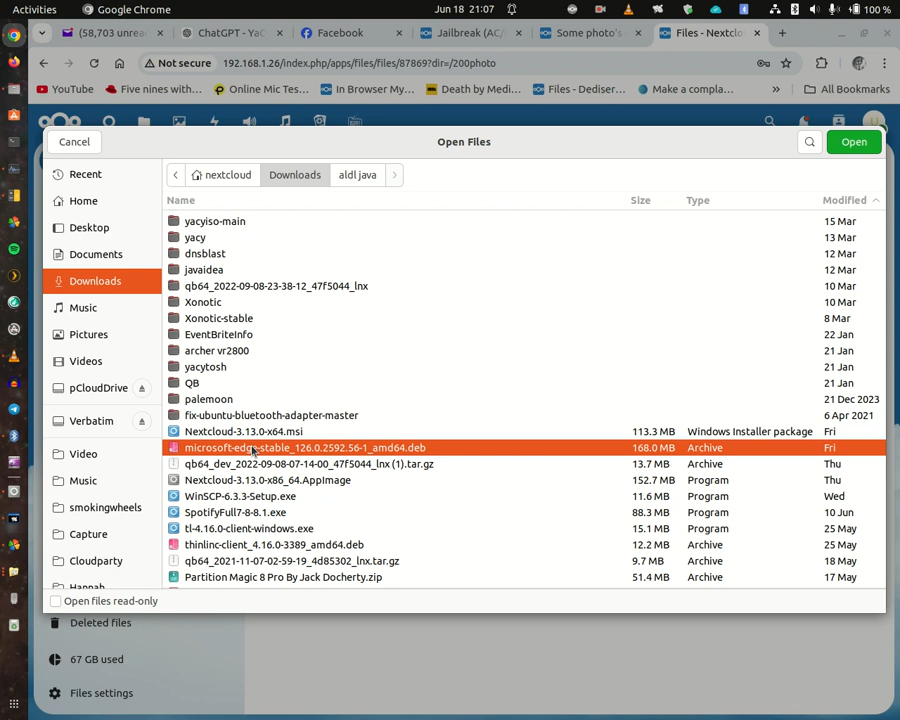 Activities
Google Chrome
Jun 18 21:07
100 %
(58,703 unrea
ChatGPT - YaC
Facebook
Jailbreak (AC/
Some photo's
Files - Nextclo
Not secure
192.168.1.26/index.php/apps/files/files/87869?dir=/200photo
YouTube
Five nines with...
Online Mic Tes...
In Browser My...
Death by Medi...
Files - Dediser...
Make a compla...
»
All Bookmarks
Cancel
Open Files
Open
Recent
Home
Desktop
Documents
Downloads
Music
Pictures
Videos
pCloudDrive
Verbatim
Video
Music
smokingwheels
Capture
Cloudparty
Hannah
nextcloud
Downloads
aldl java
Name Size Type Modified
yacyiso-main 15 Mar
yacy 13 Mar
dnsblast 12 Mar
javaidea 12 Mar
qb64_2022-09-08-23-38-12_47f5044_lnx 10 Mar
Xonotic 10 Mar
Xonotic-stable 8 Mar
EventBriteInfo 22 Jan
archer vr2800 21 Jan
yacytosh 21 Jan
QB 21 Jan
palemoon 21 Dec 2023
fix-ubuntu-bluetooth-adapter-master 6 Apr 2021
Nextcloud-3.13.0-x64.msi 113.3 MB Windows Installer package Fri
microsoft-edge-stable_126.0.2592.56-1_amd64.deb 168.0 MB Archive Fri
qb64_dev_2022-09-08-07-14-00_47f5044_lnx (1).tar.gz 13.7 MB Archive Thu
Nextcloud-3.13.0-x86_64.AppImage 152.7 MB Program Thu
WinSCP-6.3.3-Setup.exe 11.6 MB Program Wed
SpotifyFull7-8-8.1.exe 88.3 MB Program 10 Jun
tl-4.16.0-client-windows.exe 15.1 MB Program 25 May
thinlinc-client_4.16.0-3389_amd64.deb 12.2 MB Archive 25 May
qb64_2021-11-07-02-59-19_4d85302_lnx.tar.gz 9.7 MB Archive 18 May
Partition Magic 8 Pro By Jack Docherty.zip 51.4 MB Archive 17 May
Open files read-only
Deleted files
67 GB used
Files settings